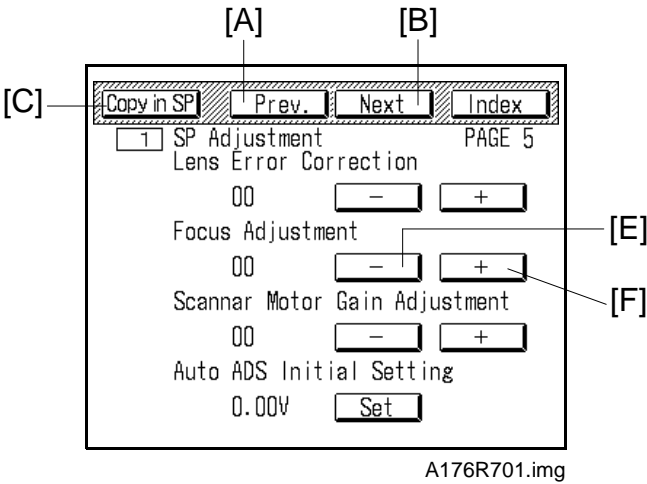 [A] [B]
[C] Copy in SP Prev. Next Index
1 SP Adjustment PAGE 5
Lens Error Correction
00 − +
Focus Adjustment
[E]
00 − +
[F]
Scannar Motor Gain Adjustment
00 − +
Auto ADS Initial Setting
0.00V Set
A176R701.img